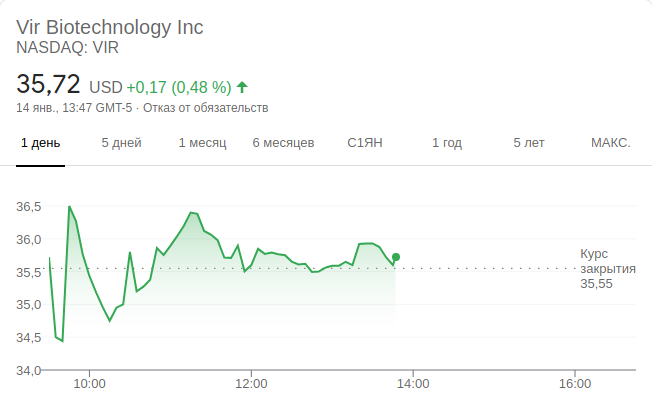 Vir Biotechnology Inc
NASDAQ: VIR
35,72 USD +0,17 (0,48 %)
14 янв., 13:47 GMT-5 · Отказ от обязательств
1 день 5 дней 1 месяц 6 месяцев С1ЯН 1 год 5 лет МАКС.
36,5
36,0
35,5
35,0
34,5
34,0
Курс
закрытия
35,55
10:00 12:00 14:00 16:00